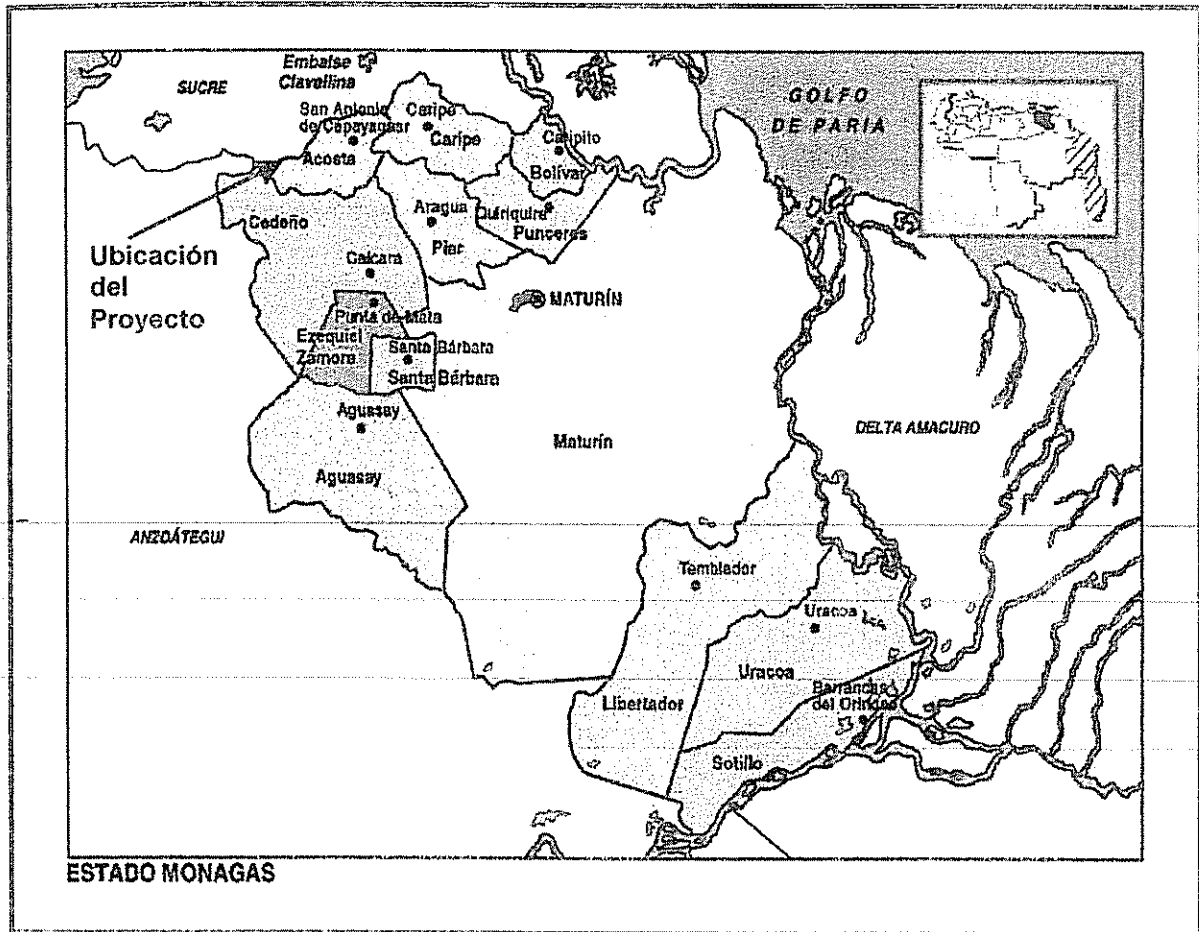 Embalse
Clavellina
SUCRE
GOLFO
DE PARIA
San Antonio
de Capayaguar
Acosta
Caripe
Caripe
Caripito
Bolívar
Cedeño
Aragua
Piar
Quiriquire
Punceres
Ubicación
del
Proyecto
Caicara
MATURÍN
Punta de Mata
Ezequiel
Zamora
Santa Bárbara
Santa Bárbara
Aguasay
Aguasay
Maturín
DELTA AMACURO
ANZOÁTEGUI
Temblador
Uracoa
Uracoa
Libertador
Barrancas
del Orinoco
Sotillo
ESTADO MONAGAS